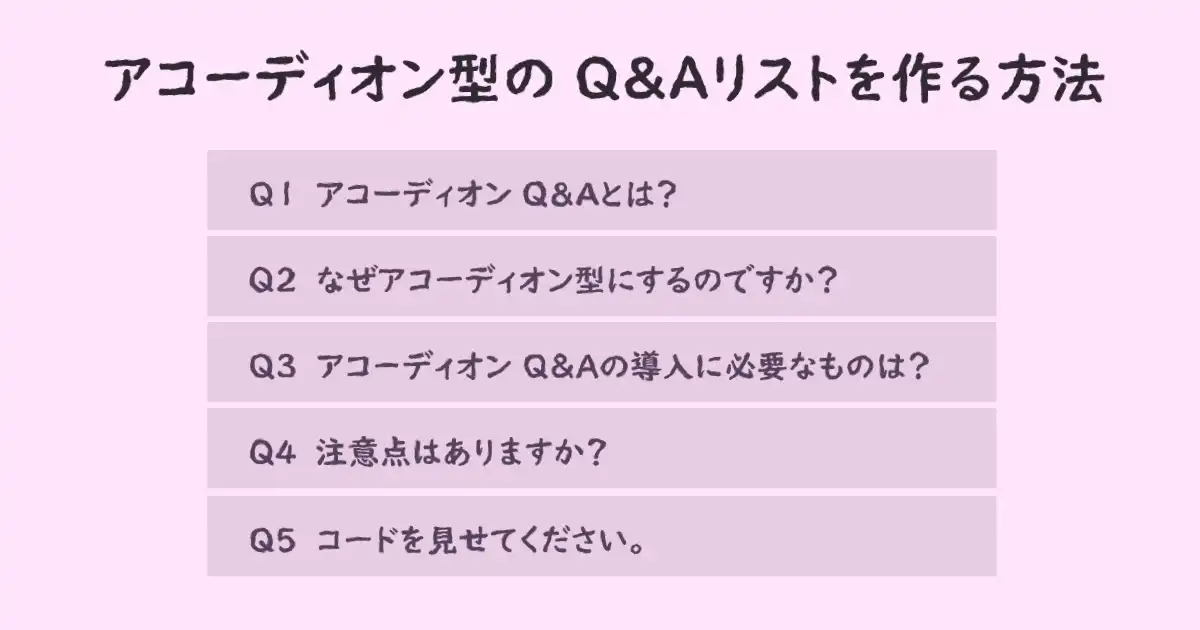 アコーディオン型の Q&Aリストを作る方法
Q1 アコーディオン Q&Aとは？
Q2 なぜアコーディオン型にするのですか？
Q3 アコーディオン Q&Aの導入に必要なものは？
Q4 注意点はありますか？
Q5 コードを見せてください。